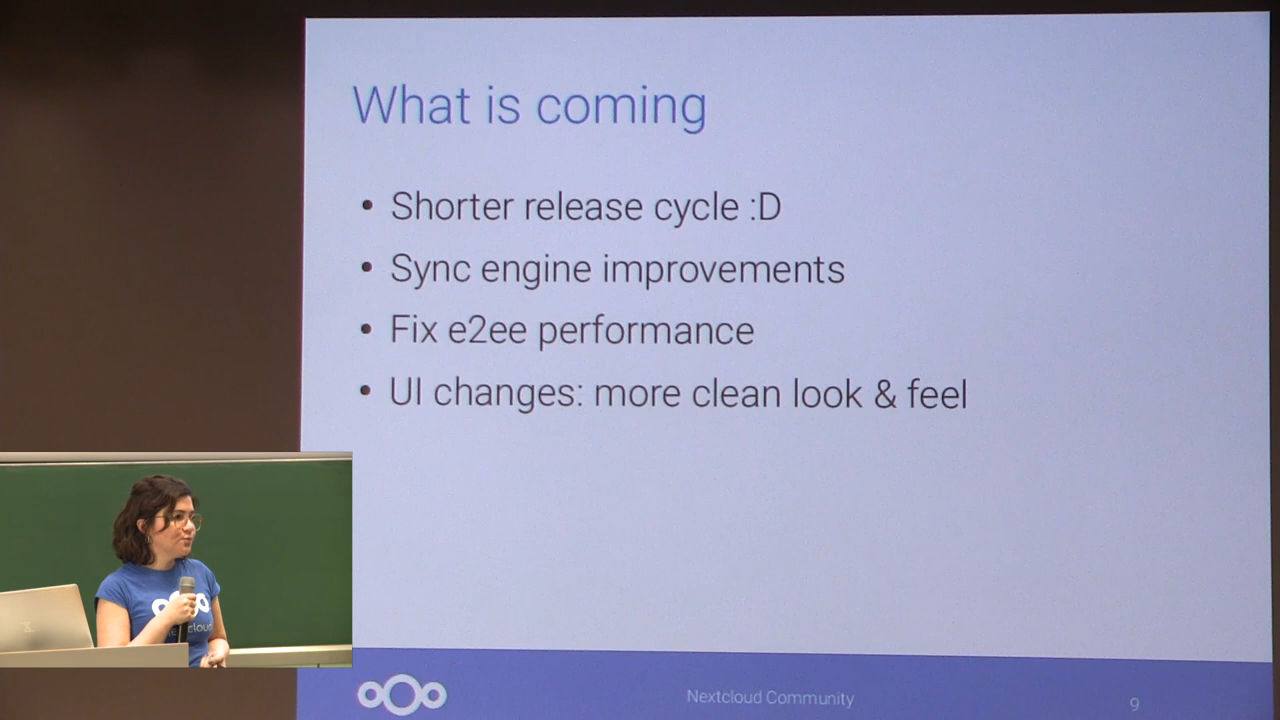 What is coming
• Shorter release cycle :D
• Sync engine improvements
• Fix e2ee performance
• UI changes: more clean look & feel
Nextcloud Community
9